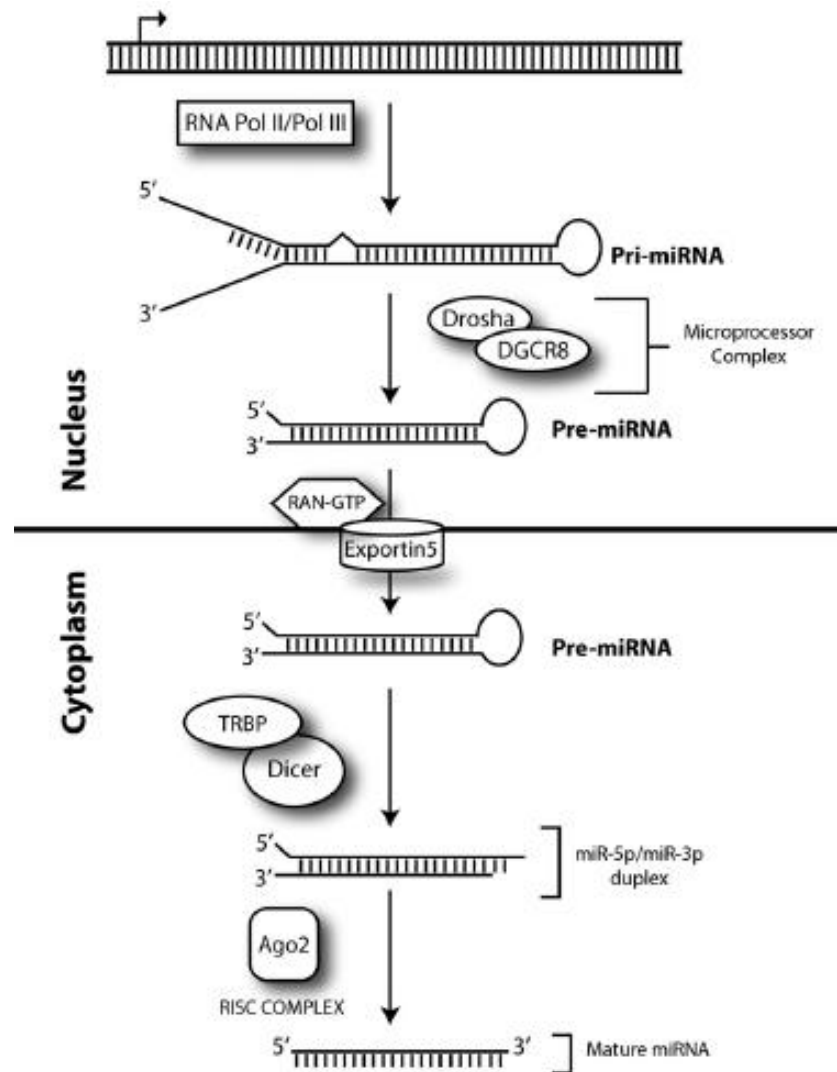 RNA Pol II/Pol III
5'
Pri-miRNA
3'
Drosha
DGCR8
Microprocessor
Complex
Nucleus
5'
3'
Pre-miRNA
RAN-GTP
Exportin5
Cytoplasm
5'
3'
Pre-miRNA
TRBP
Dicer
5'
3'
miR-5p/miR-3p
duplex
Ago2
RISC COMPLEX
5'
3'
Mature miRNA